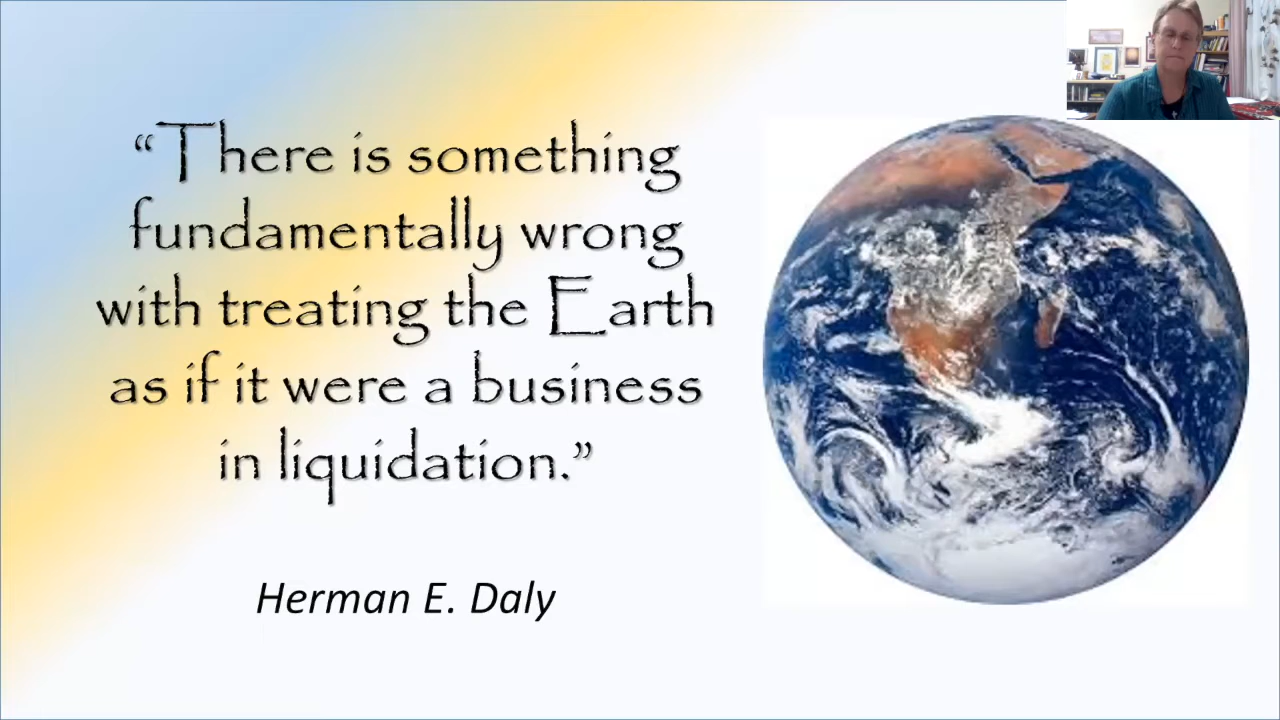 “There is something
fundamentally wrong
with treating the Earth
as if it were a business
in liquidation.”
Herman E. Daly